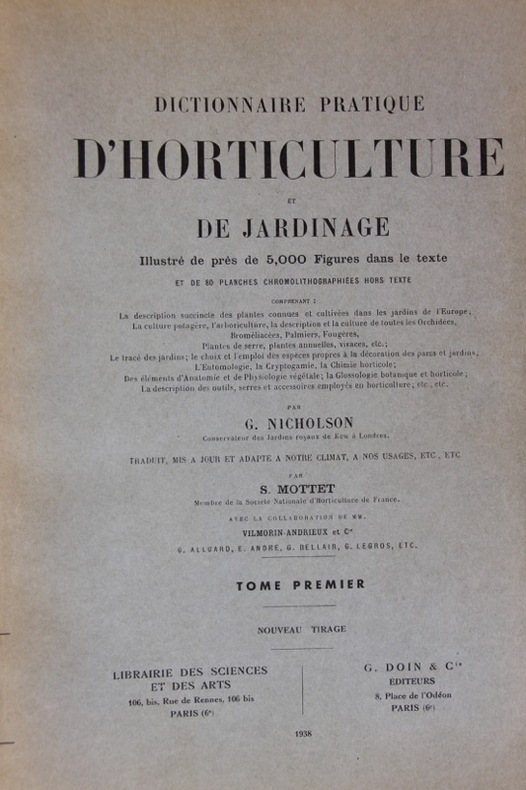 DICTIONNAIRE PRATIQUE
D'HORTICULTURE
ET
DE JARDINAGE
Illustré de près de 5,000 Figures dans le texte
ET DE 80 PLANCHES CHROMOLITHOGRAPHIÉES HORS TEXTE
COMPRENANT :
La description succincte des plantes connues et cultivées dans les jardins de l'Europe;
La culture potagère, l'arboriculture, la description et la culture de toutes les Orchidées,
Broméliacées, Palmiers, Fougères,
Plantes de serre, plantes annuelles, vivaces, etc.;
Le tracé des jardins; le choix et l'emploi des espèces propres à la décoration des parcs et jardins;
L'Entomologie, la Cryptogamie, la Chimie horticole;
Des éléments d'Anatomie et de Physiologie végétale; la Glossologie botanique et horticole;
La description des outils, serres et accessoires employés en horticulture; etc., etc.
PAR
G. NICHOLSON
Conservateur des Jardins royaux de Kew à Londres.
TRADUIT, MIS A JOUR ET ADAPTÉ A NOTRE CLIMAT, A NOS USAGES, ETC., ETC.
PAR
S. MOTTET
Membre de la Société Nationale d'Horticulture de France.
AVEC LA COLLABORATION DE MM.
VILMORIN-ANDRIEUX et Cie
G. ALLUARD, E. ANDRÉ, G. BELLAIR, G. LEGROS, ETC.
TOME PREMIER
NOUVEAU TIRAGE
LIBRAIRIE DES SCIENCES
ET DES ARTS
106, bis, Rue de Rennes, 106 bis
PARIS (6e)
G. DOIN & Cie
ÉDITEURS
8, Place de l'Odéon
PARIS (6e)
1938